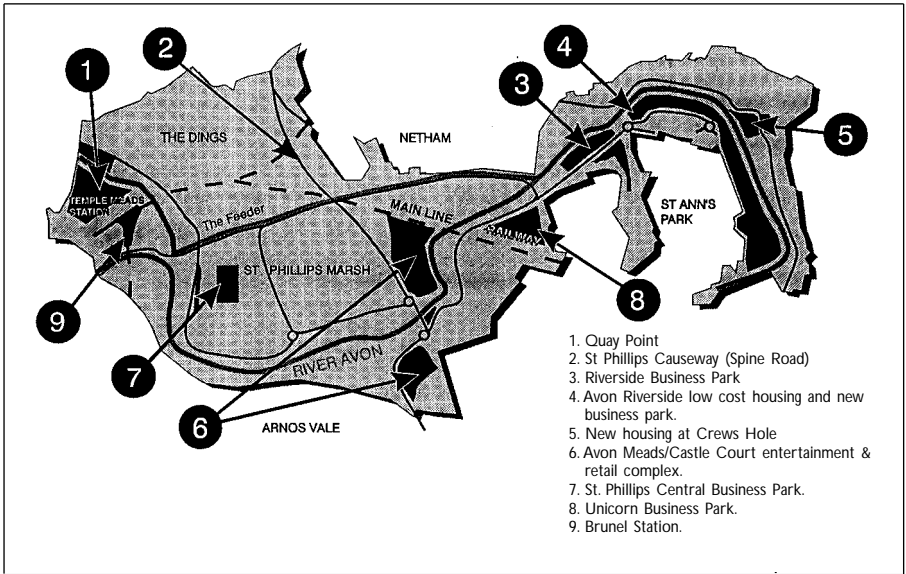 1
2
3
4
5
6
7
8
9
THE DINGS
NETHAM
TEMPLE MEADS
STATION
The Feeder
MAIN LINE
RAILWAY
ST ANN'S
PARK
ST. PHILLIPS MARSH
RIVER AVON
ARNOS VALE
1. Quay Point
2. St Phillips Causeway (Spine Road)
3. Riverside Business Park
4. Avon Riverside low cost housing and new
business park.
5. New housing at Crews Hole
6. Avon Meads/Castle Court entertainment &
retail complex.
7. St. Phillips Central Business Park.
8. Unicorn Business Park.
9. Brunel Station.